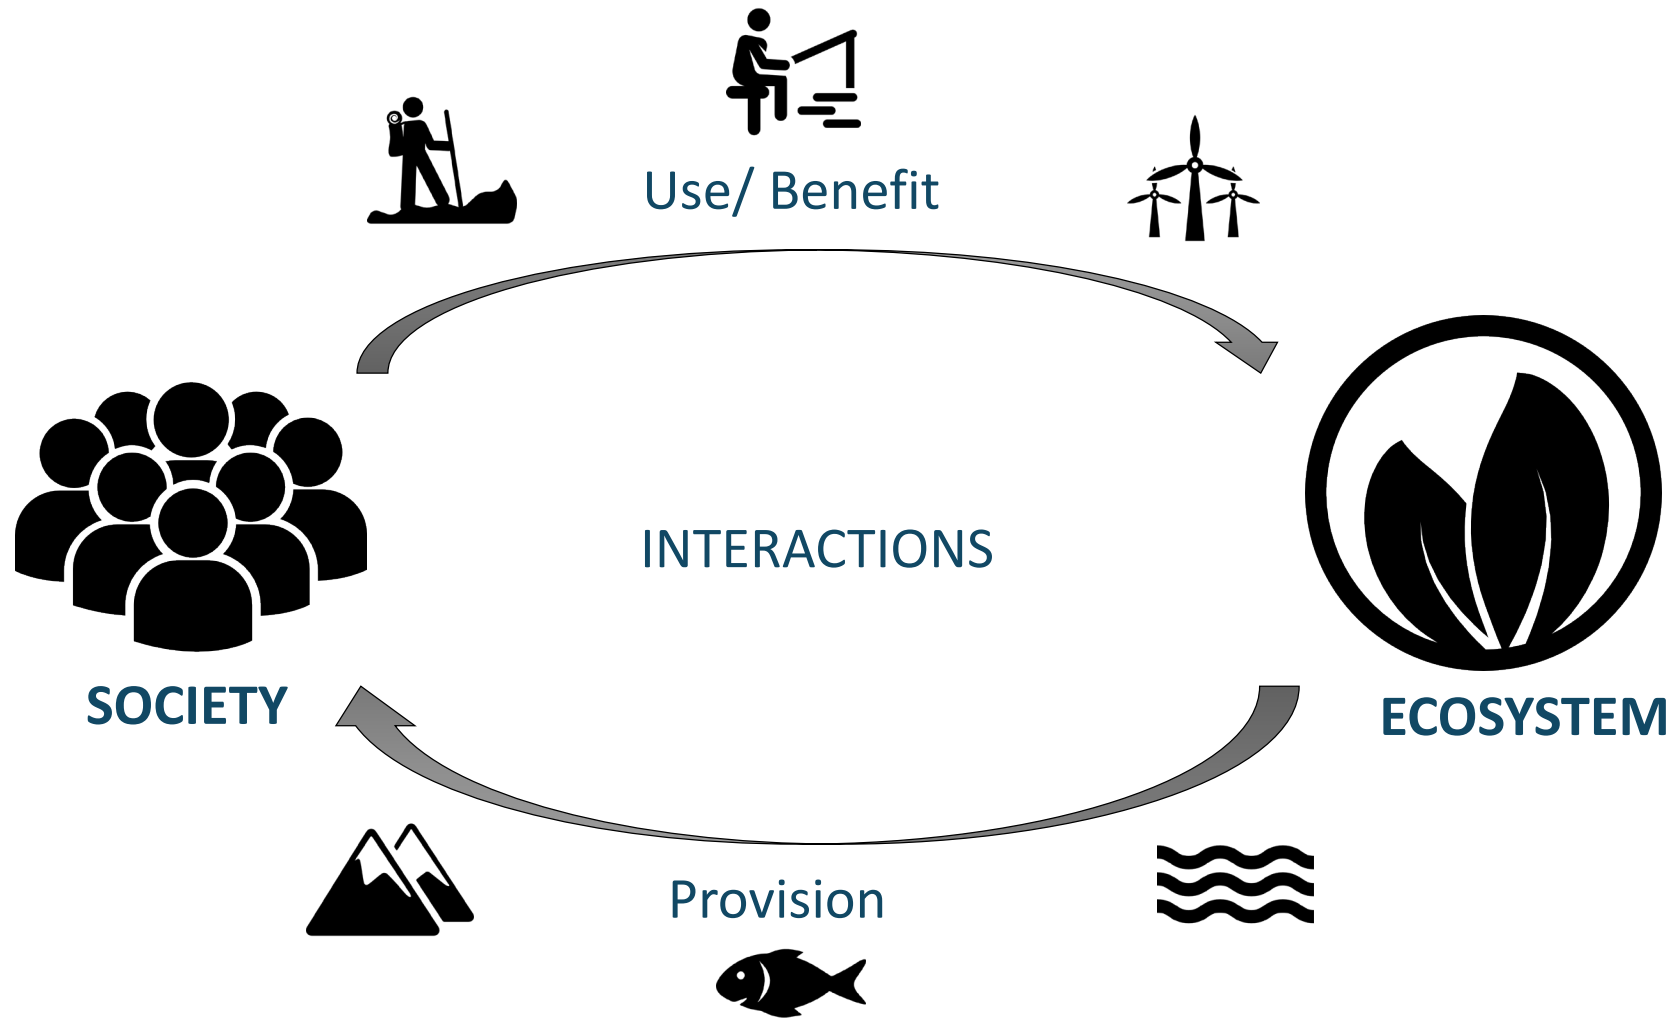 Use/ Benefit
INTERACTIONS
SOCIETY
ECOSYSTEM
Provision